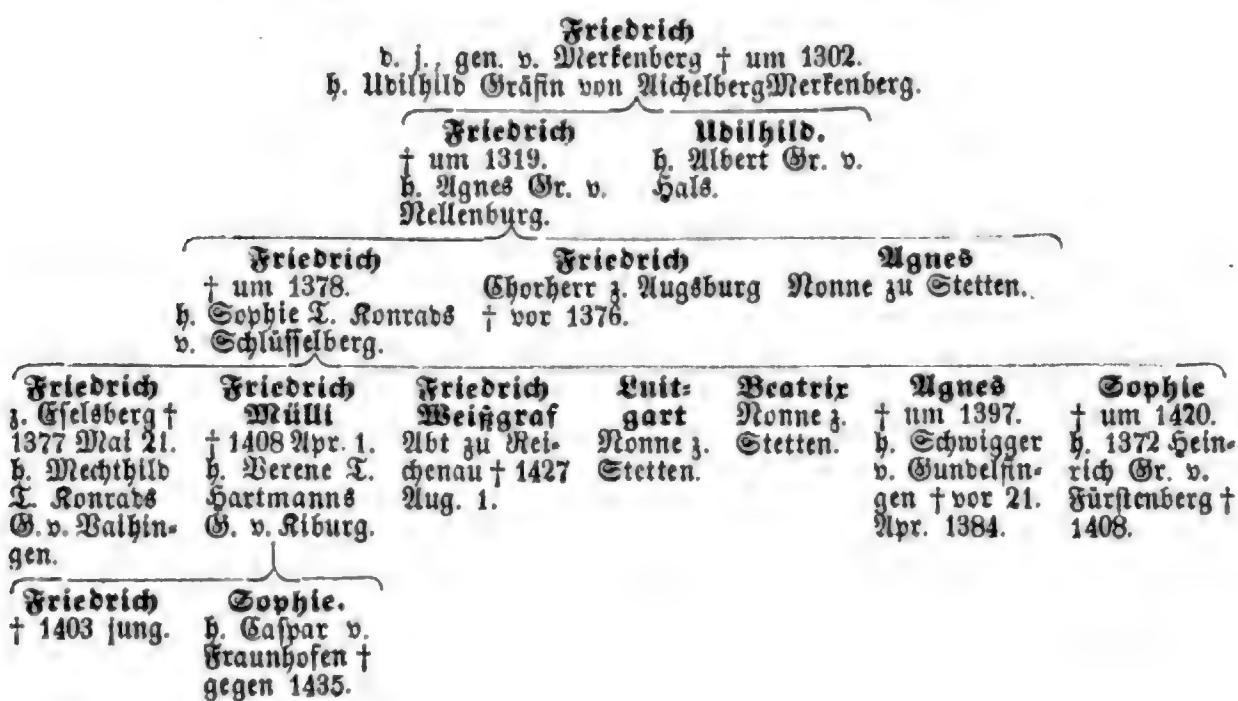 Friedrich
d. j. gen. v. Merkenberg † um 1302.
h. Udilhild Gräfin von AichelbergMerkenberg.
Friedrich
† um 1319.
h. Agnes Gr. v.
Nellenburg.
Udilhild.
h. Albert Gr. v.
Hals.
Friedrich
† um 1378.
h. Sophie T. Konrads
v. Schlüsselberg.
Friedrich
Chorherr z. Augsburg
† vor 1376.
Agnes
Nonne zu Stetten.
Friedrich
z. Eselsberg †
1377 Mai 21.
h. Mechthild
T. Konrads
G. v. Vaihin-
gen.
Friedrich
Mülli
† 1408 Apr. 1.
h. Verene T.
Hartmanns
G. v. Kiburg.
Friedrich
Weißgraf
Abt zu Rei-
chenau † 1427
Aug. 1.
Luit-
gart
Nonne z.
Stetten.
Beatrix
Nonne z.
Stetten.
Agnes
† um 1397.
h. Schwigger
v. Gundelfin-
gen † vor 21.
Apr. 1384.
Sophie
† um 1420.
h. 1372 Hein-
rich Gr. v.
Fürstenberg †
1408.
Friedrich
† 1403 jung.
Sophie.
h. Caspar v.
Fraunhofen †
gegen 1435.